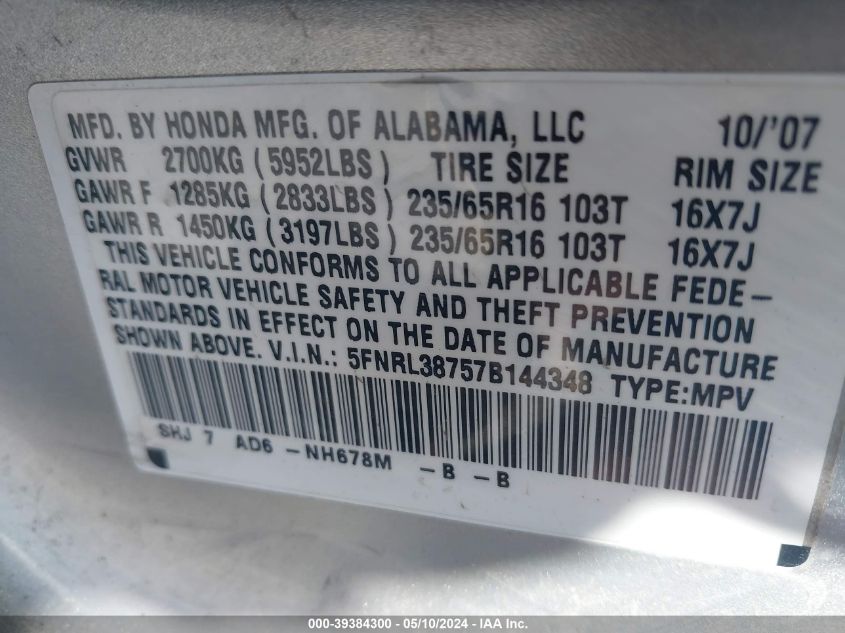 MFD. BY HONDA MFG. OF ALABAMA, LLC 10/'07
GVWR 2700KG (5952LBS) TIRE SIZE RIM SIZE
GAWR F 1285KG (2833LBS) 235/65R16 103T 16X7J
GAWR R 1450KG (3197LBS) 235/65R16 103T 16X7J
THIS VEHICLE CONFORMS TO ALL APPLICABLE FEDE-
RAL MOTOR VEHICLE SAFETY AND THEFT PREVENTION
STANDARDS IN EFFECT ON THE DATE OF MANUFACTURE
SHOWN ABOVE. V.I.N.: 5FNRL38757B144348 TYPE:MPV
SHJ 7 AD6 -NH678M -B -B
000-39384300 - 05/10/2024 - IAA Inc.